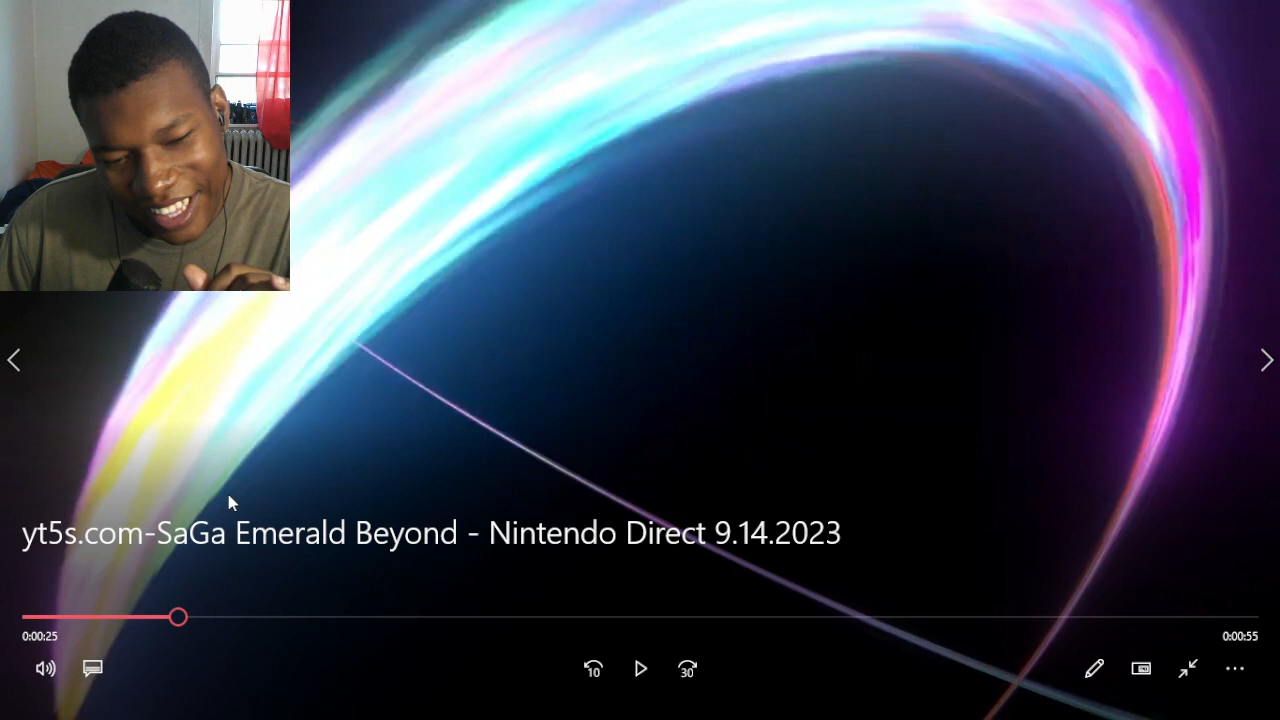 yt5s.com-SaGa Emerald Beyond - Nintendo Direct 9.14.2023
0:00:25
0:00:55
10
30